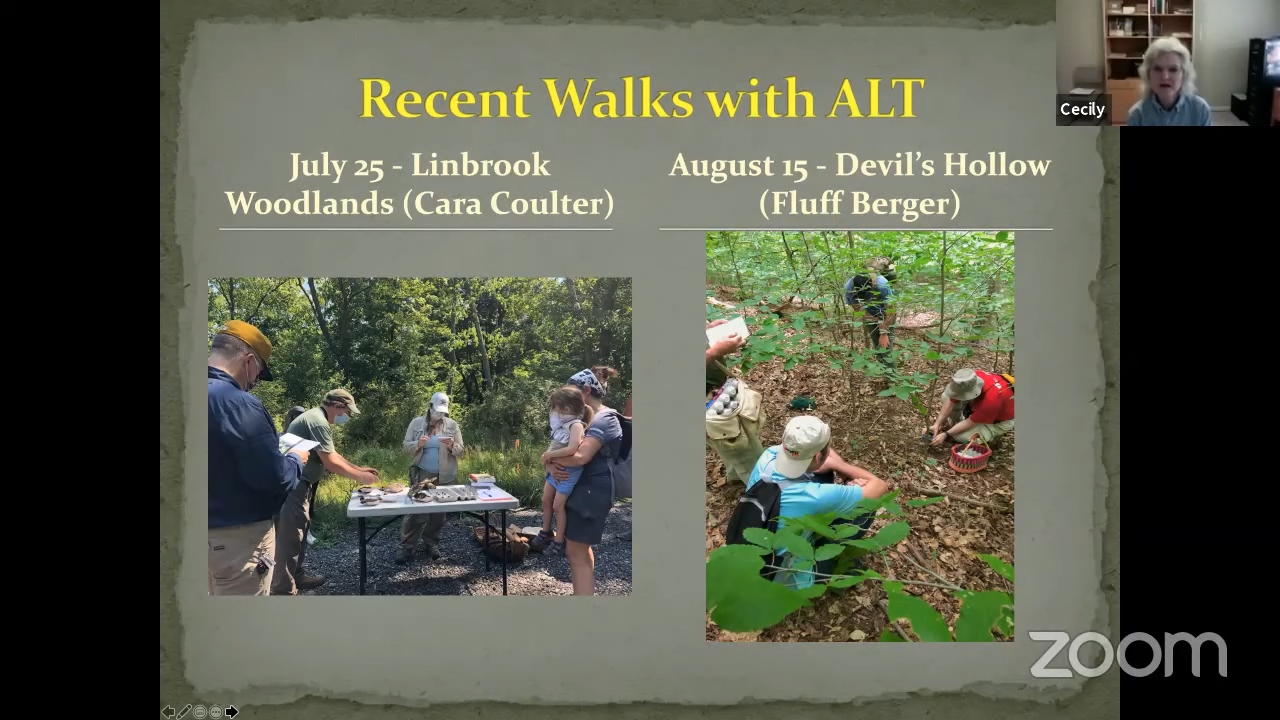 Recent Walks with ALT
July 25 - Linbrook
Woodlands (Cara Coulter)
August 15 - Devil's Hollow
(Fluff Berger)
Cecily
zoom